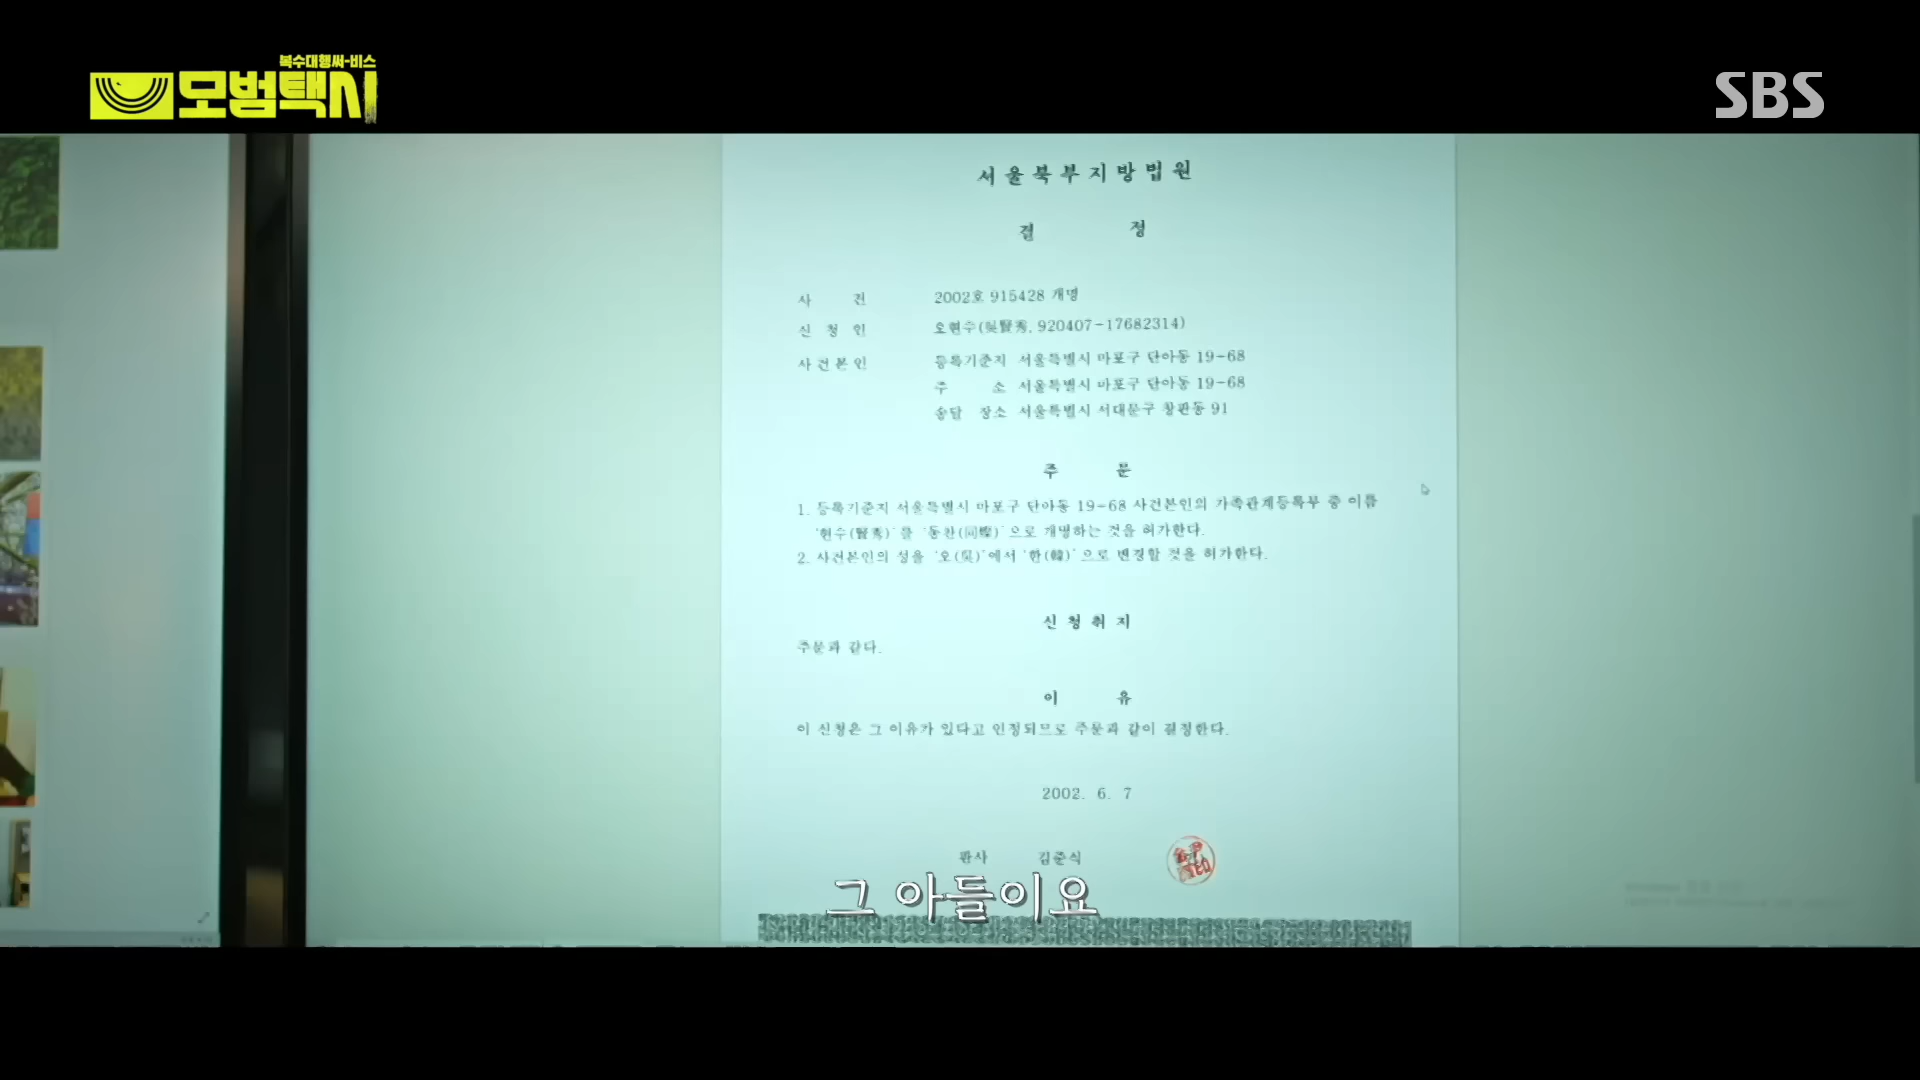 복수대행써-비스
모범택시
SBS
서울북부지방법원
결 정
사 건 2002호 915428 개명
신 청 인 오현수(吳賢秀, 920407-17682314)
사건본인 등록기준지 서울특별시 마포구 단아동 19-68
주 소 서울특별시 마포구 단아동 19-68
송달 장소 서울특별시 서대문구 창판동 91
주 문
1. 등록기준지 서울특별시 마포구 단아동 19-68 사건본인의 가족관계등록부 중 이름
'현수(賢秀)'를 '동찬(同燦)'으로 개명하는 것을 허가한다.
2. 사건본인의 성을 '오(吳)'에서 '한(韓)'으로 변경할 것을 허가한다.
신 청 취 지
주문과 같다.
이 유
이 신청은 그 이유가 있다고 인정되므로 주문과 같이 결정한다.
2002. 6. 7
판사 김준식
그 아들이요